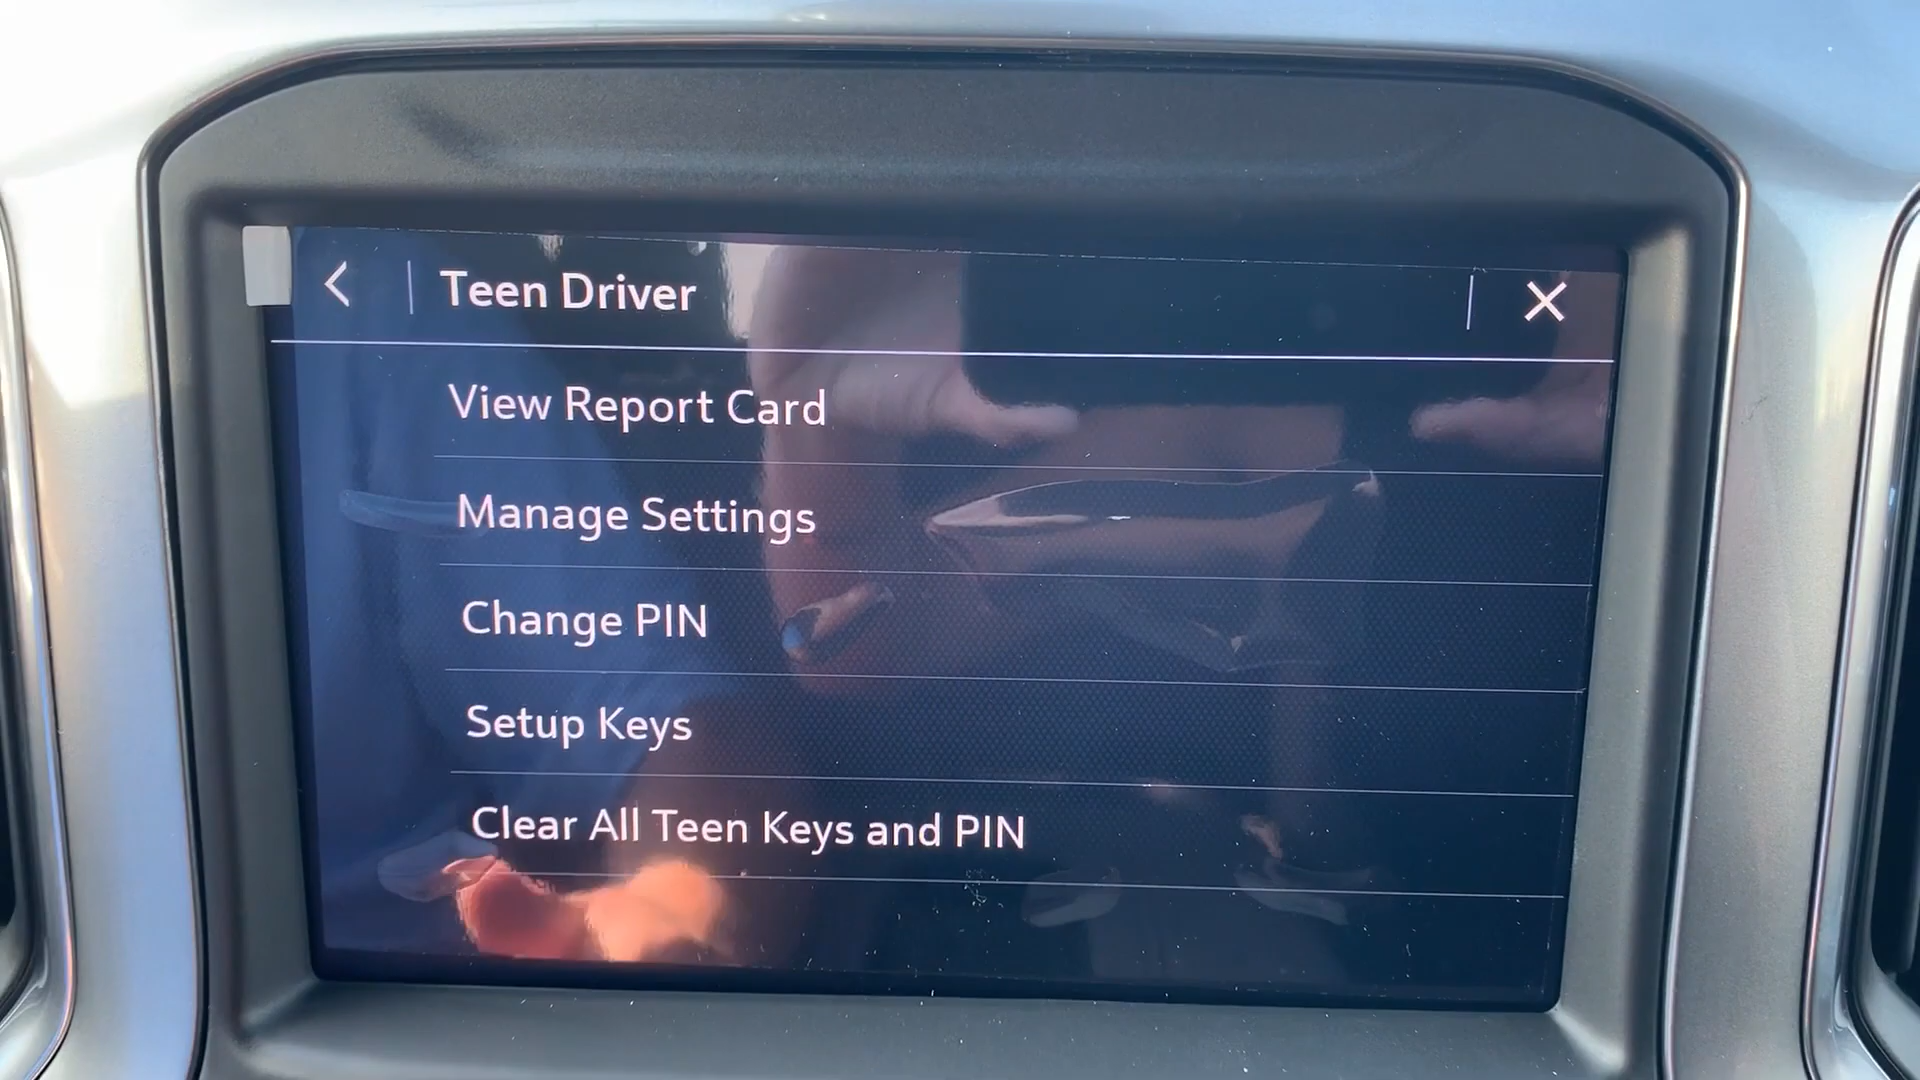 Teen Driver
View Report Card
Manage Settings
Change PIN
Setup Keys
Clear All Teen Keys and PIN